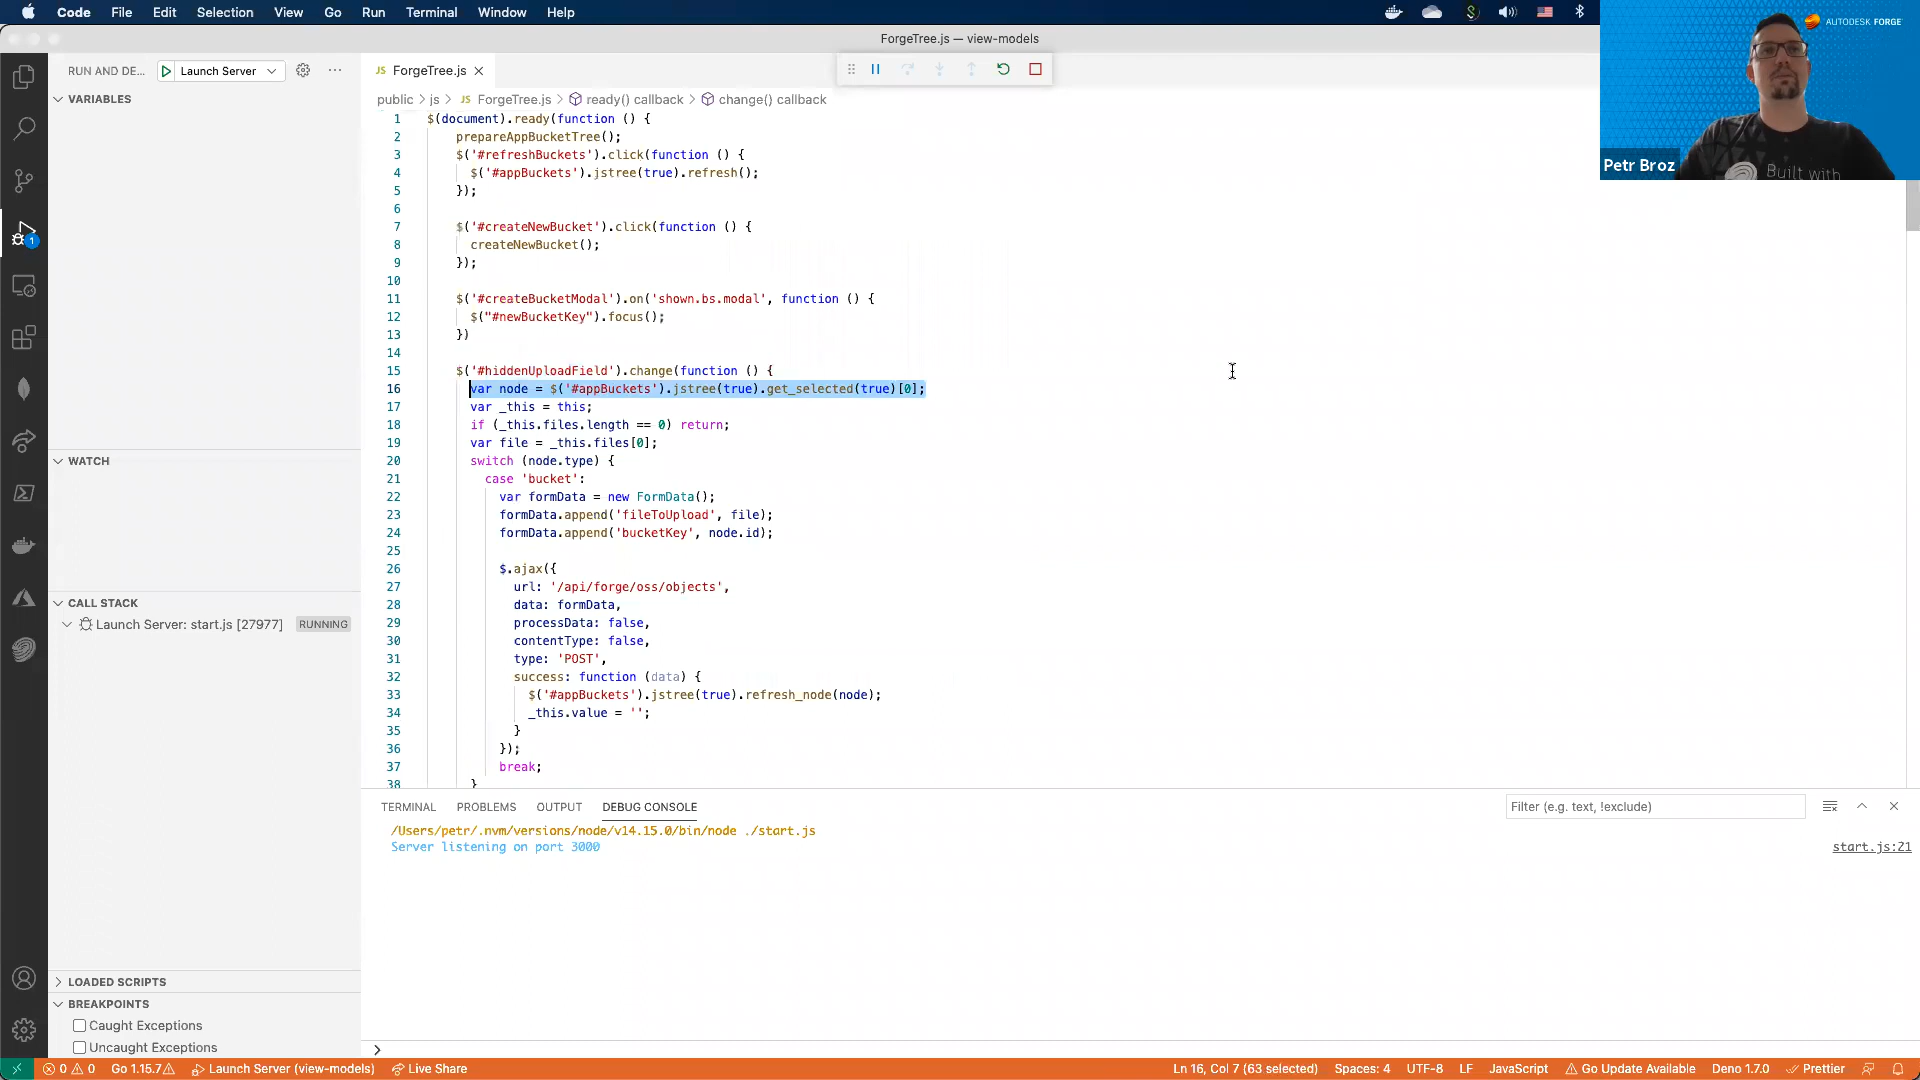 Code File Edit Selection View Go Run Terminal Window Help
ForgeTree.js — view-models
AUTODESK FORGE
Petr Broz
Built with
RUN AND DE... Launch Server
VARIABLES
WATCH
CALL STACK
Launch Server: start.js [27977] RUNNING
LOADED SCRIPTS
BREAKPOINTS
Caught Exceptions
Uncaught Exceptions
1
JS ForgeTree.js
public > js > JS ForgeTree.js > ready() callback > change() callback
1 $(document).ready(function () {
2 prepareAppBucketTree();
3 $('#refreshBuckets').click(function () {
4 $('#appBuckets').jstree(true).refresh();
5 });
6
7 $('#createNewBucket').click(function () {
8 createNewBucket();
9 });
10
11 $('#createBucketModal').on('shown.bs.modal', function () {
12 $("#newBucketKey").focus();
13 })
14
15 $('#hiddenUploadField').change(function () {
16 var node = $('#appBuckets').jstree(true).get_selected(true)[0];
17 var _this = this;
18 if (_this.files.length == 0) return;
19 var file = _this.files[0];
20 switch (node.type) {
21 case 'bucket':
22 var formData = new FormData();
23 formData.append('fileToUpload', file);
24 formData.append('bucketKey', node.id);
25
26 $.ajax({
27 url: '/api/forge/oss/objects',
28 data: formData,
29 processData: false,
30 contentType: false,
31 type: 'POST',
32 success: function (data) {
33 $('#appBuckets').jstree(true).refresh_node(node);
34 _this.value = '';
35 }
36 });
37 break;
38 }
TERMINAL PROBLEMS OUTPUT DEBUG CONSOLE Filter (e.g. text, !exclude)
/Users/petr/.nvm/versions/node/v14.15.0/bin/node ./start.js
Server listening on port 3000 start.js:21
0 0 Go 1.15.7 Launch Server (view-models) Live Share Ln 16, Col 7 (63 selected) Spaces: 4 UTF-8 LF JavaScript Go Update Available Deno 1.7.0 Prettier